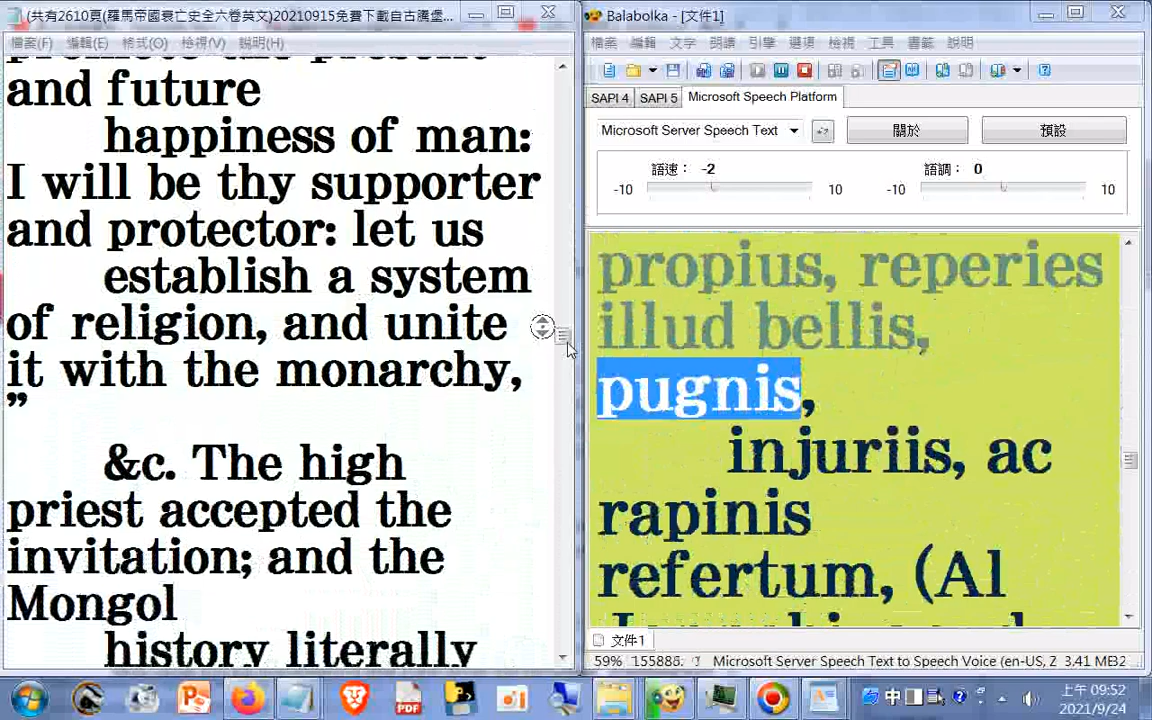 (共有2610頁(羅馬帝國衰亡史全六卷英文)20210915免費下載自古騰堡...
檔案(F) 編輯(E) 格式(O) 檢視(V) 說明(H)
promote the present
and future
happiness of man:
I will be thy supporter
and protector: let us
establish a system
of religion, and unite
it with the monarchy,
”
&c. The high
priest accepted the
invitation; and the
Mongol
history literally
Balabolka - [文件1]
檔案 編輯 文字 朗讀 引擎 選項 檢視 工具 書籤 說明
SAPI 4 SAPI 5 Microsoft Speech Platform
Microsoft Server Speech Text 關於 預設
語速： -2 語調： 0
-10 10 -10 10
propius, reperies
illud bellis,
pugnis,
injuriis, ac
rapinis
refertum, (Al
文件1
59% Microsoft Server Speech Text to Speech Voice (en-US, Z 3.41 MB
中 上午 09:52
2021/9/24